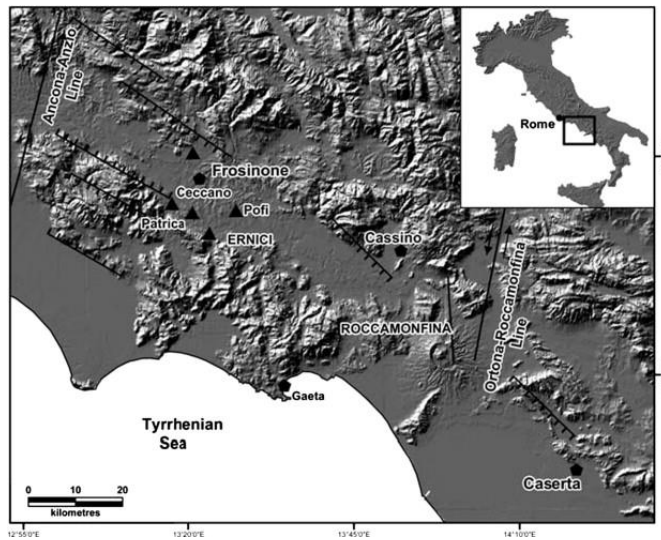 Ancona-Anzio
Line
Rome
Frosinone
Ceccano
Patrica
Pofi
ERNICI
Cassino
ROCCAMONFINA
Ortona-Roccamonfina
Line
Gaeta
Tyrrhenian
Sea
Caserta
0 10 20
kilometres
12°55'0"E
13°20'0"E
13°45'0"E
14°10'0"E